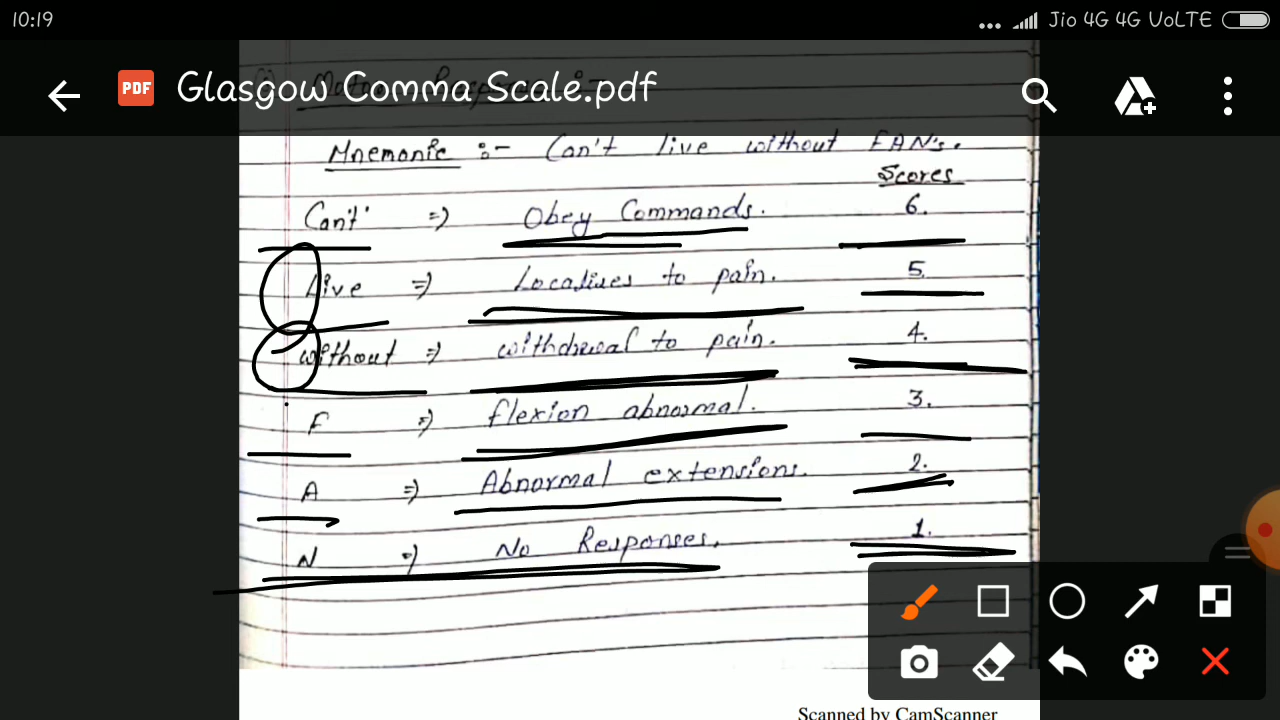 10:19
Jio 4G 4G VoLTE
PDF Glasgow Comma Scale.pdf
Mnemonic :- Can't live without FAN's.
Scores
Can't ⇒) Obey Commands. 6.
Live ⇒) Localises to pain. 5.
without ⇒) withdrawal to pain. 4.
F ⇒) flexion abnormal. 3.
A ⇒) Abnormal extensions. 2.
N ⇒) No Responses. 1.
Scanned by CamScanner